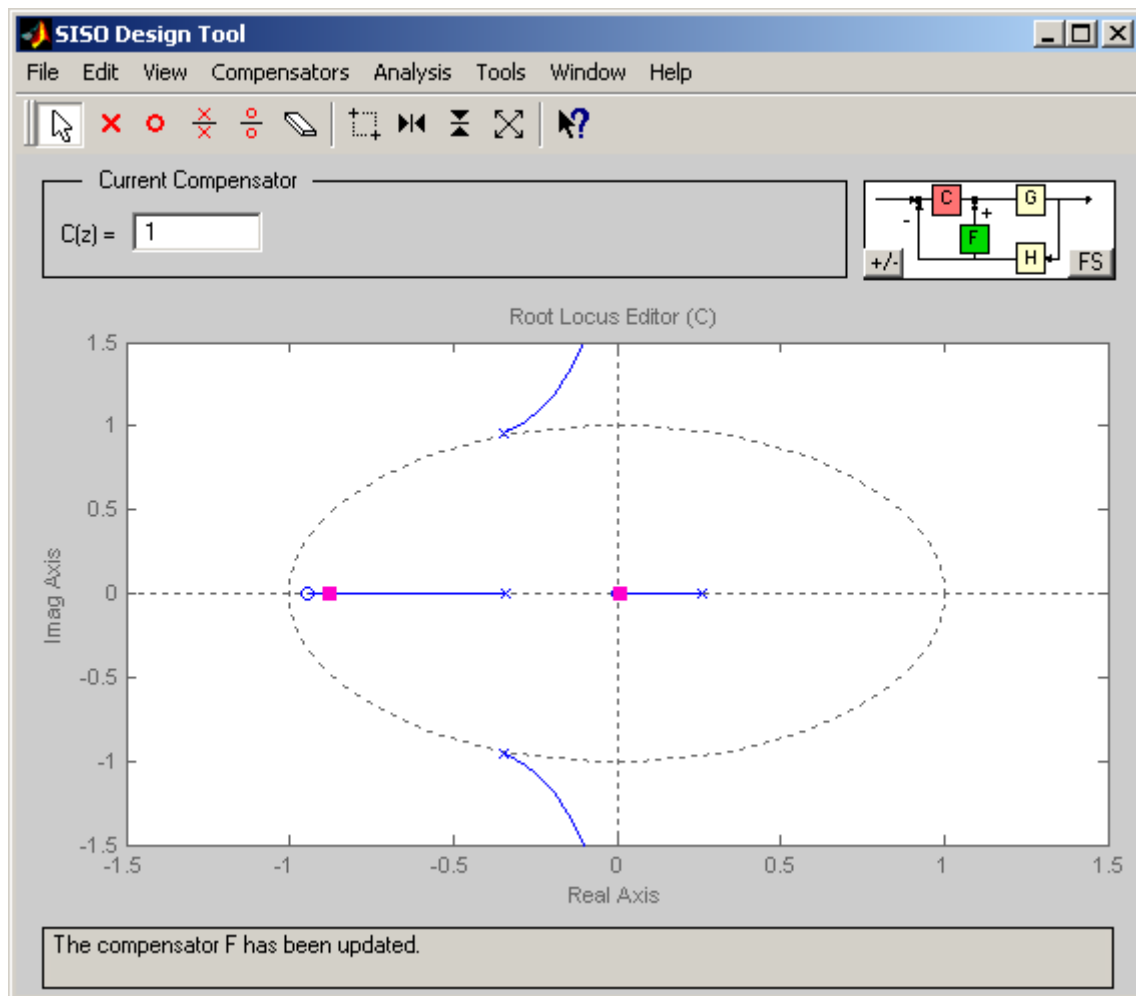 SISO Design Tool
File Edit View Compensators Analysis Tools Window Help
Current Compensator
C(z) = 1
C
G
+
-
F
H
+/-
FS
Root Locus Editor (C)
1.5
1
0.5
0
-0.5
-1
-1.5
Imag Axis
-1.5 -1 -0.5 0 0.5 1 1.5
Real Axis
The compensator F has been updated.